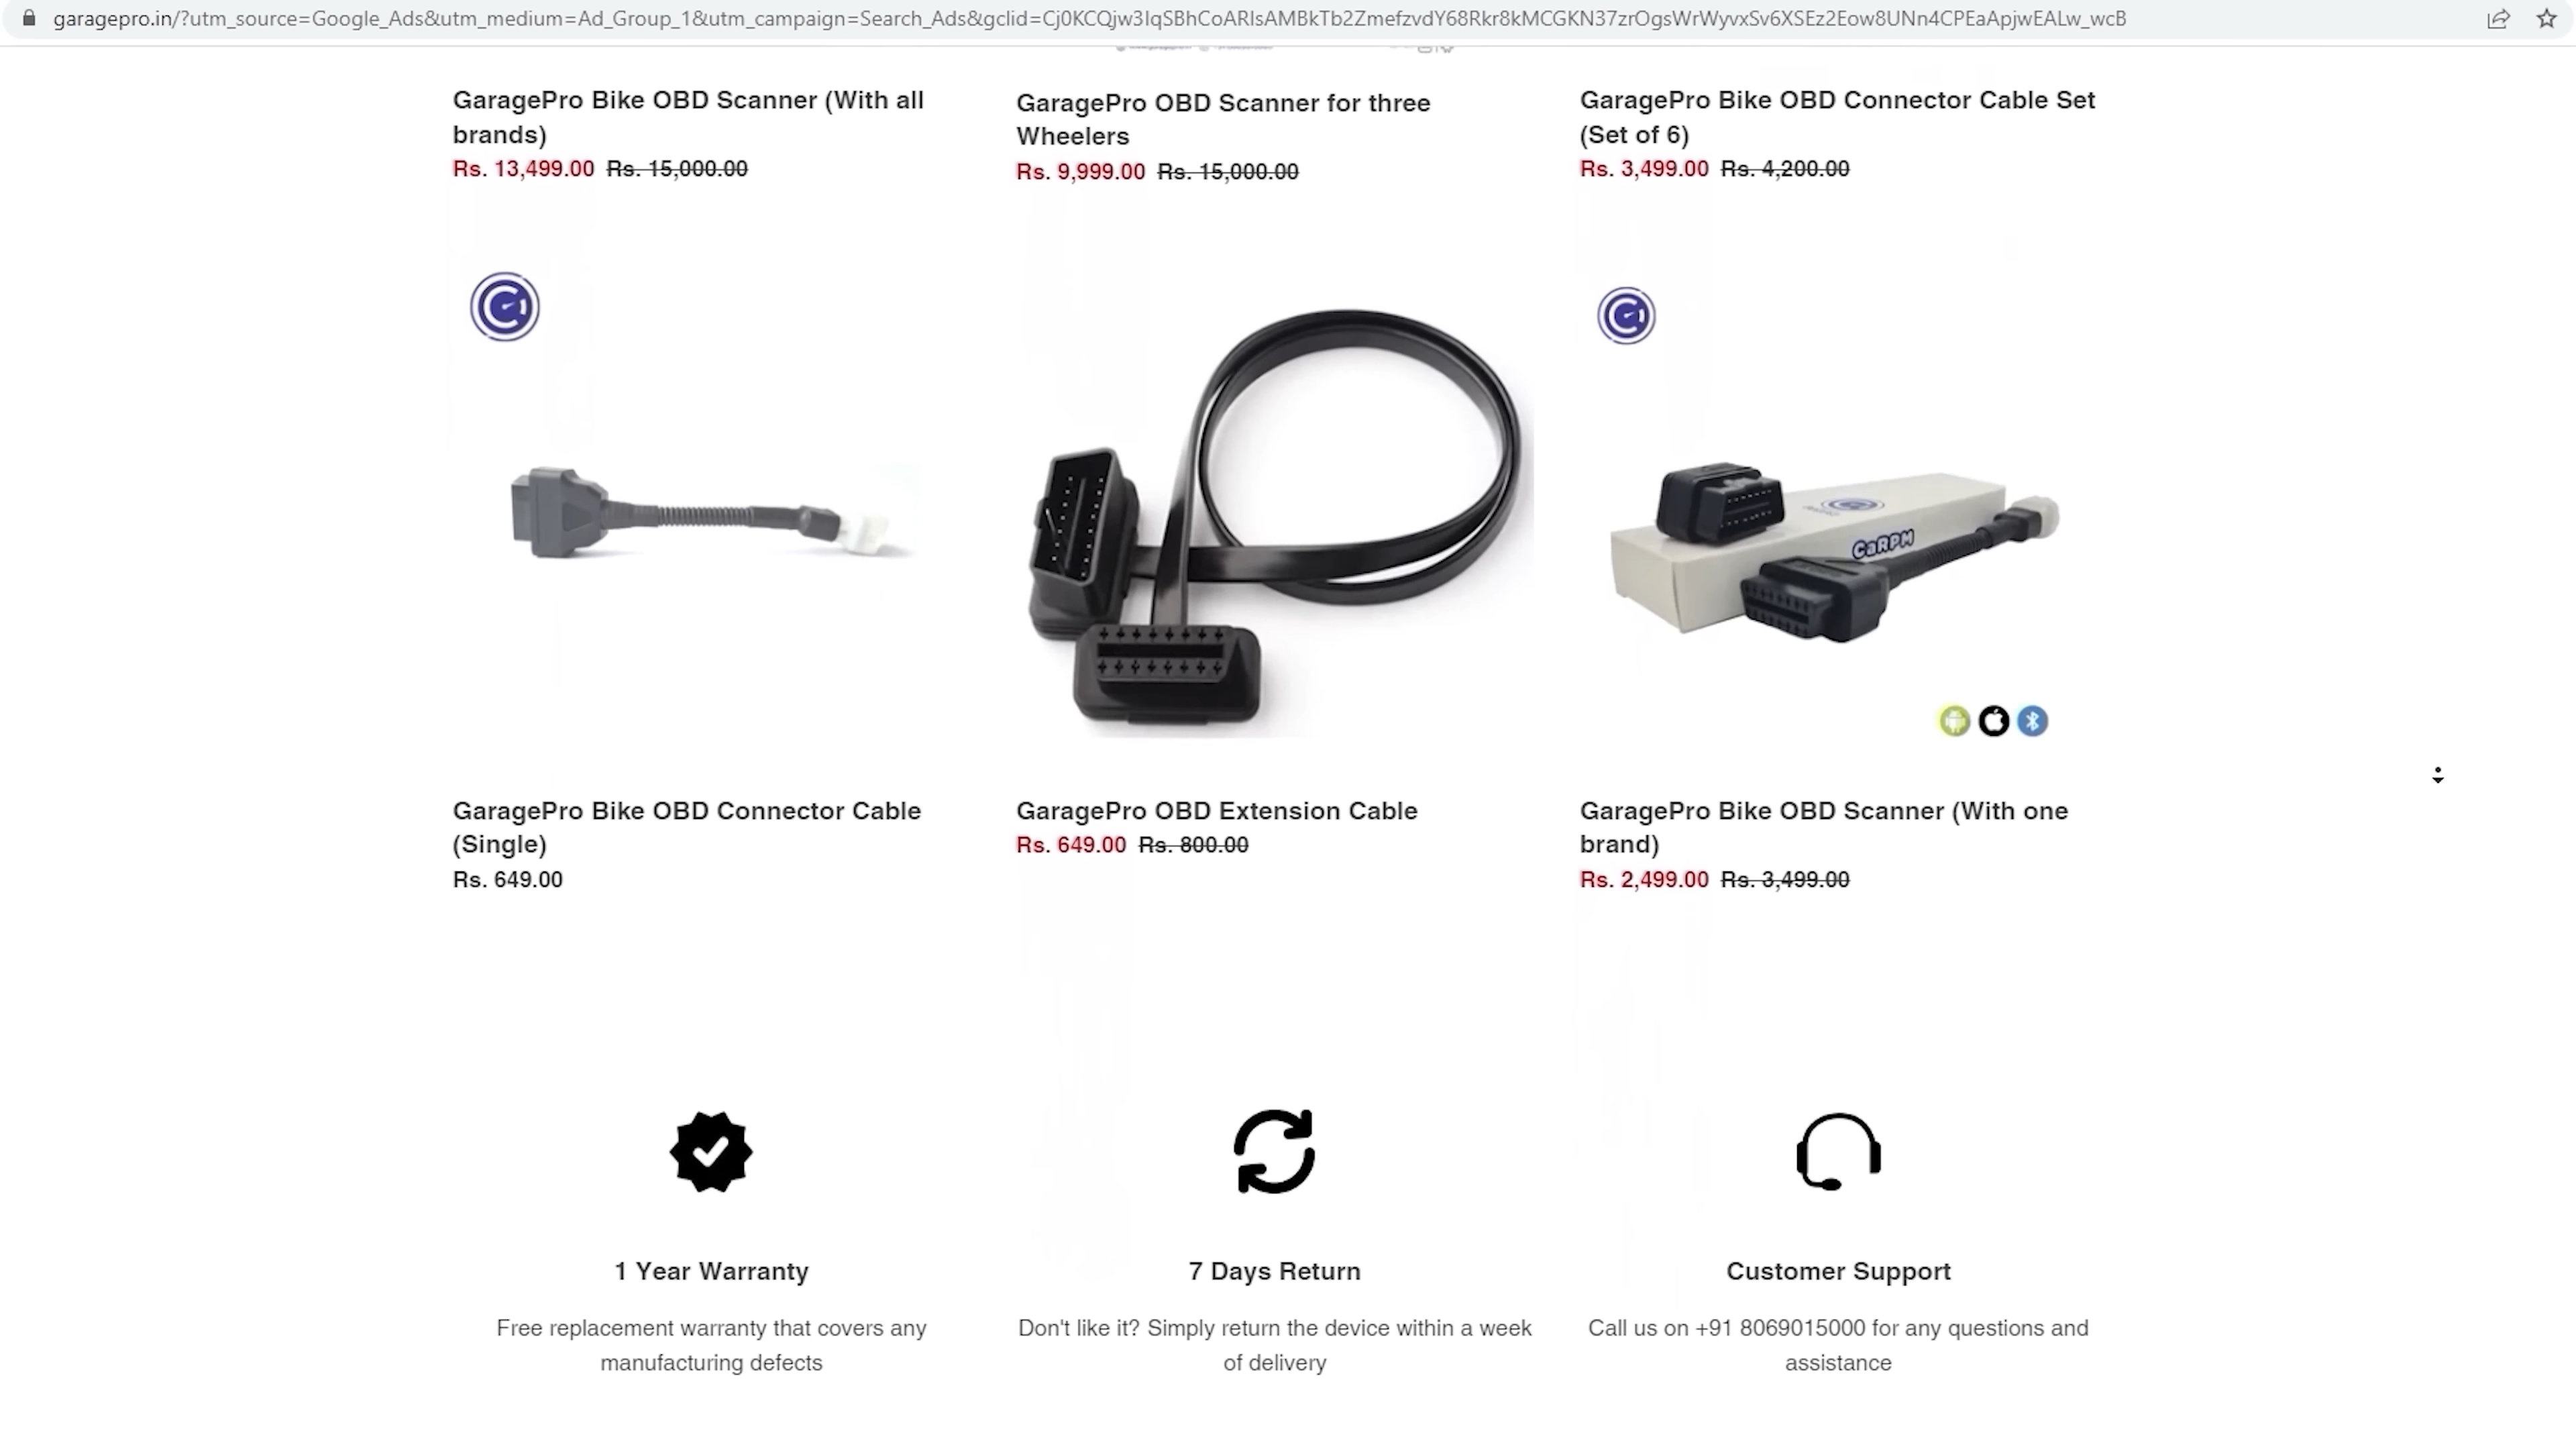 garagepro.in/?utm_source=Google_Ads&utm_medium=Ad_Group_1&utm_campaign=Search_Ads&gclid=Cj0KCQjw3IqSBhCoARIsAMBkTb2ZmefzvdY68Rkr8kMCGKN37zrOgsWrWyvxSv6XSEz2Eow8UNn4CPEaApjwEALw_wcB
GaragePro Bike OBD Scanner (With all
brands)
Rs. 13,499.00 Rs. 15,000.00
GaragePro OBD Scanner for three
Wheelers
Rs. 9,999.00 Rs. 15,000.00
GaragePro Bike OBD Connector Cable Set
(Set of 6)
Rs. 3,499.00 Rs. 4,200.00
CaRPM
GaragePro Bike OBD Connector Cable
(Single)
Rs. 649.00
GaragePro OBD Extension Cable
Rs. 649.00 Rs. 800.00
GaragePro Bike OBD Scanner (With one
brand)
Rs. 2,499.00 Rs. 3,499.00
1 Year Warranty
Free replacement warranty that covers any
manufacturing defects
7 Days Return
Don't like it? Simply return the device within a week
of delivery
Customer Support
Call us on +91 8069015000 for any questions and
assistance